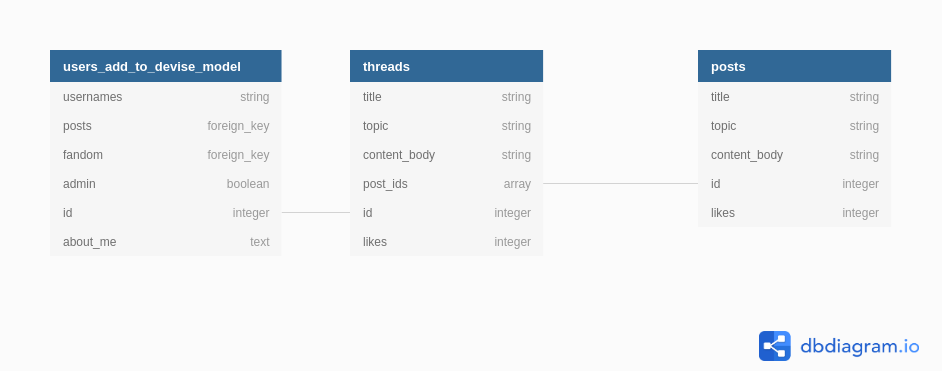 users_add_to_devise_model
usernames string
posts foreign_key
fandom foreign_key
admin boolean
id integer
about_me text
threads
title string
topic string
content_body string
post_ids array
id integer
likes integer
posts
title string
topic string
content_body string
id integer
likes integer
dbdiagram.io